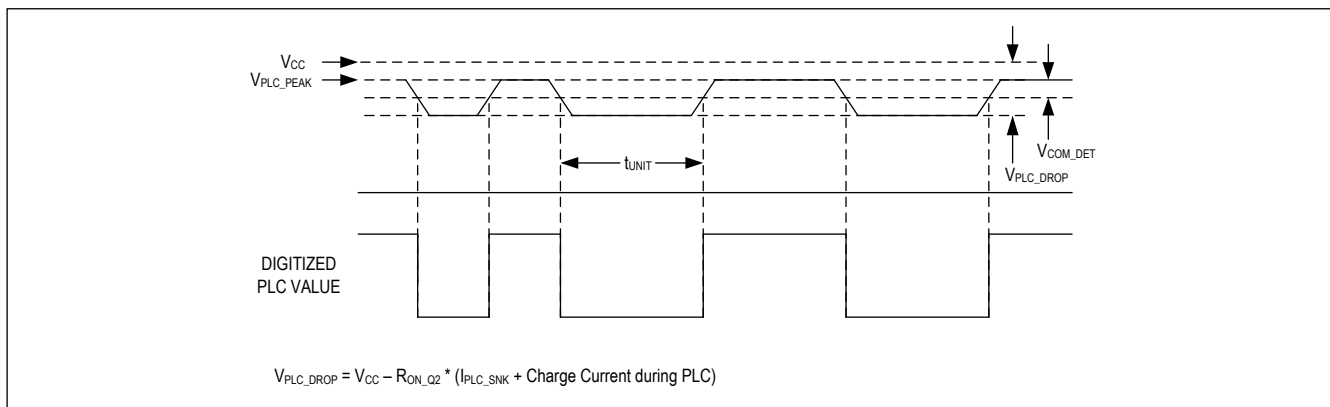 VCC
VPLC_PEAK
tUNIT
VCOM_DET
VPLC_DROP
DIGITIZED
PLC VALUE
VPLC_DROP = VCC – RON_Q2 * (IPLC_SNK + Charge Current during PLC)